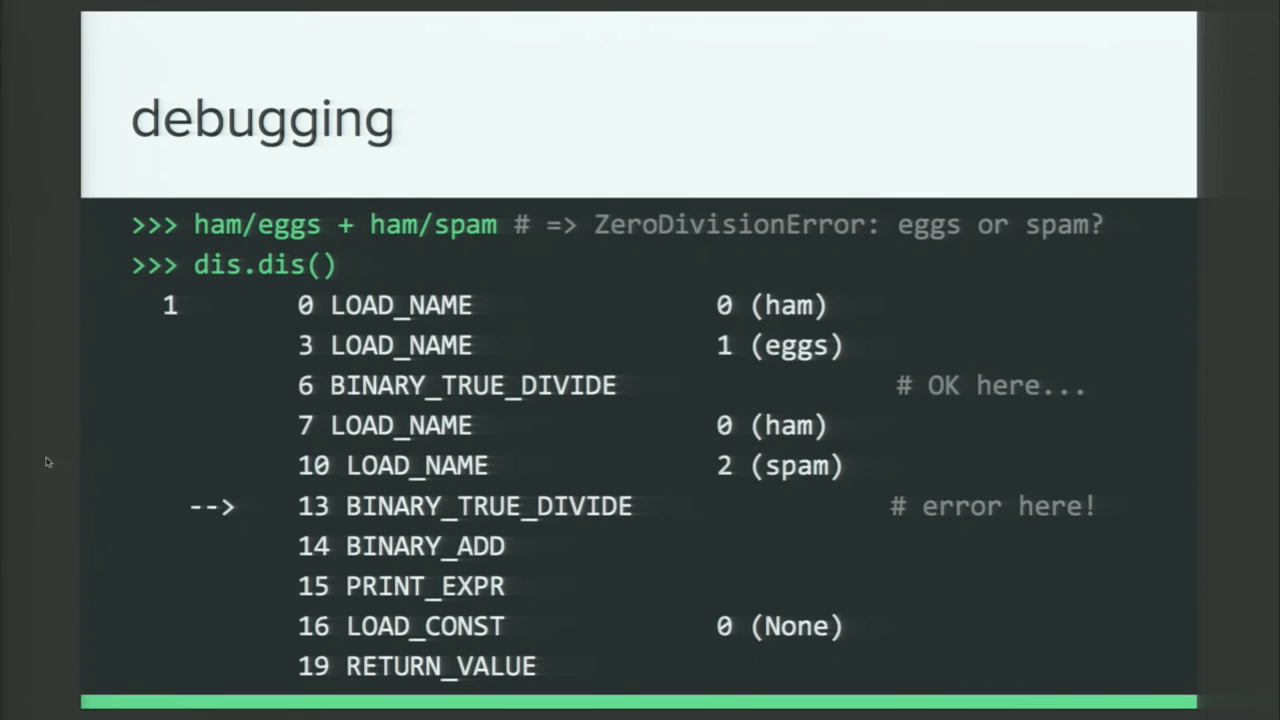 debugging
>>> ham/eggs + ham/spam # => ZeroDivisionError: eggs or spam?
>>> dis.dis()
1 0 LOAD_NAME 0 (ham)
3 LOAD_NAME 1 (eggs)
6 BINARY_TRUE_DIVIDE # OK here...
7 LOAD_NAME 0 (ham)
10 LOAD_NAME 2 (spam)
--> 13 BINARY_TRUE_DIVIDE # error here!
14 BINARY_ADD
15 PRINT_EXPR
16 LOAD_CONST 0 (None)
19 RETURN_VALUE